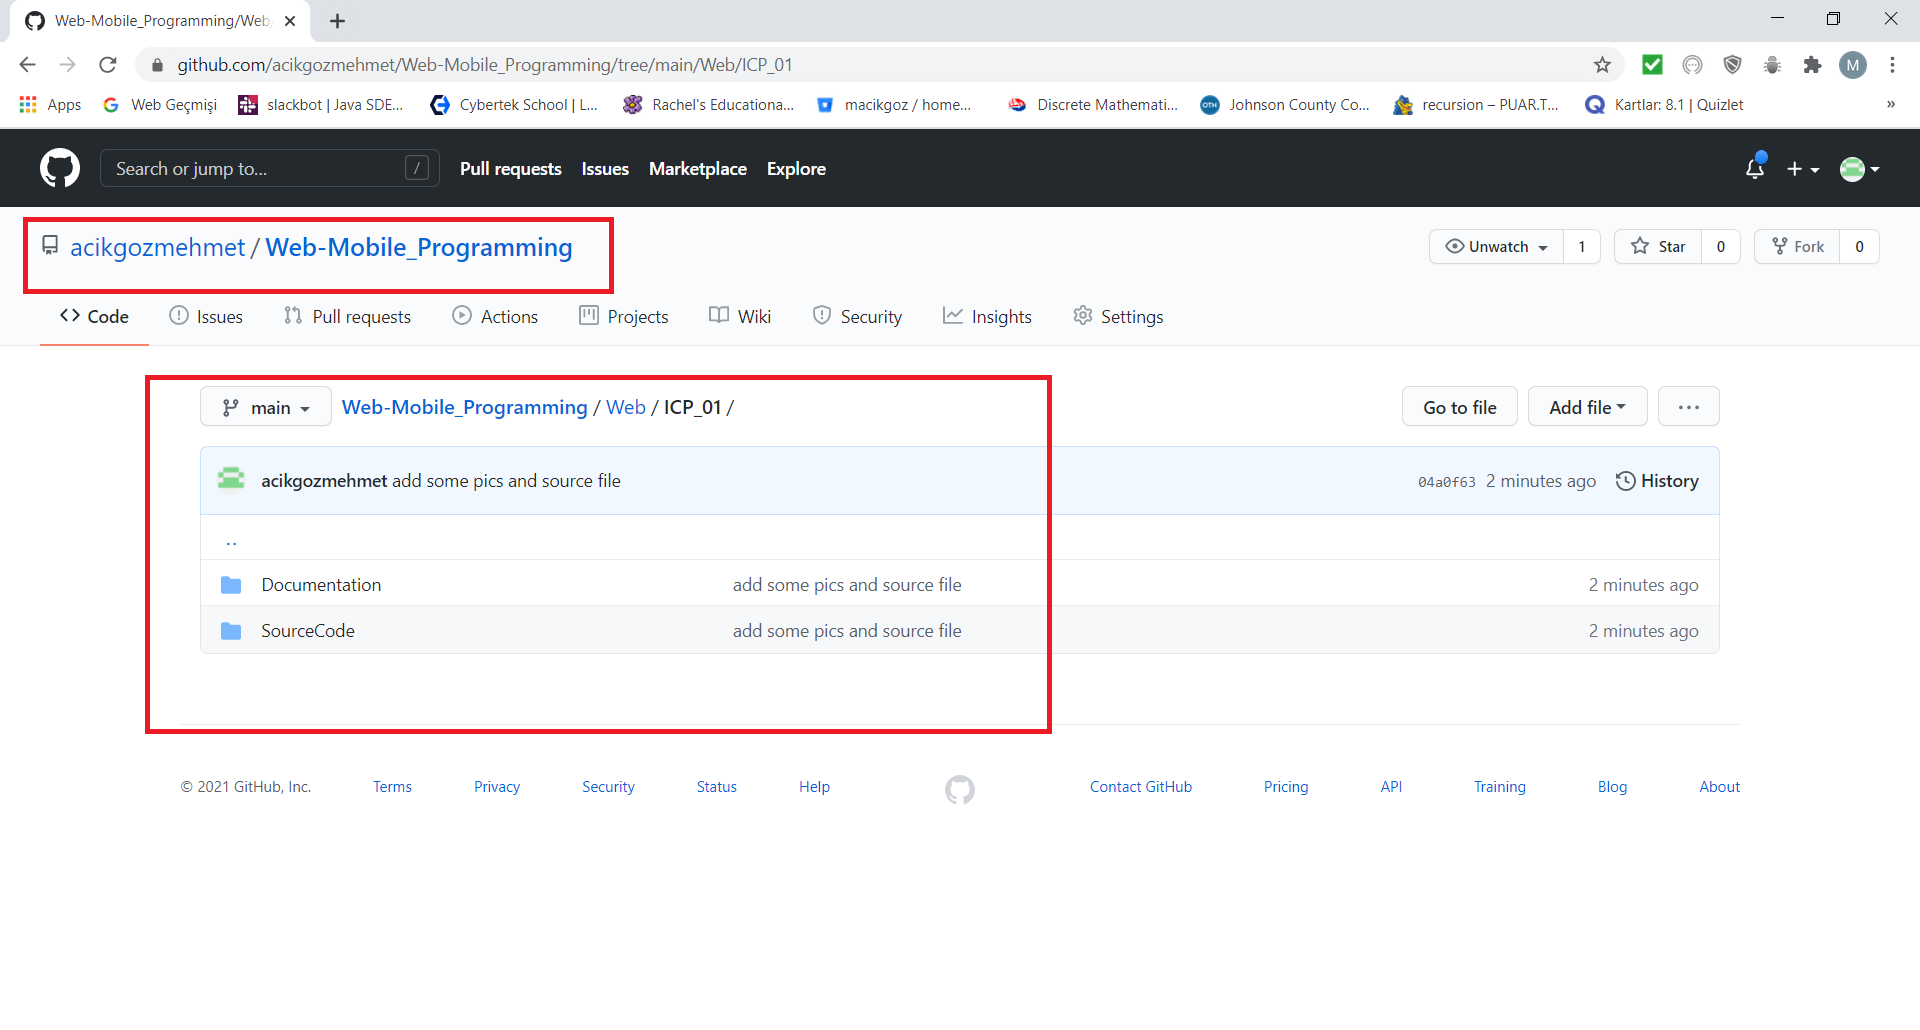 Web-Mobile_Programming/Web
github.com/acikgozmehmet/Web-Mobile_Programming/tree/main/Web/ICP_01
M
Apps Web Geçmişi slackbot | Java SDE... Cybertek School | L... Rachel's Educationa... macikgoz / home... Discrete Mathemati... Johnson County Co... recursion – PUAR.T... Kartlar: 8.1 | Quizlet »
Search or jump to... / Pull requests Issues Marketplace Explore
acikgozmehmet / Web-Mobile_Programming
Unwatch 1 Star 0 Fork 0
Code Issues Pull requests Actions Projects Wiki Security Insights Settings
main Web-Mobile_Programming / Web / ICP_01 /
Go to file Add file ...
acikgozmehmet add some pics and source file 04a0f63 2 minutes ago History
..
Documentation add some pics and source file 2 minutes ago
SourceCode add some pics and source file 2 minutes ago
© 2021 GitHub, Inc. Terms Privacy Security Status Help Contact GitHub Pricing API Training Blog About